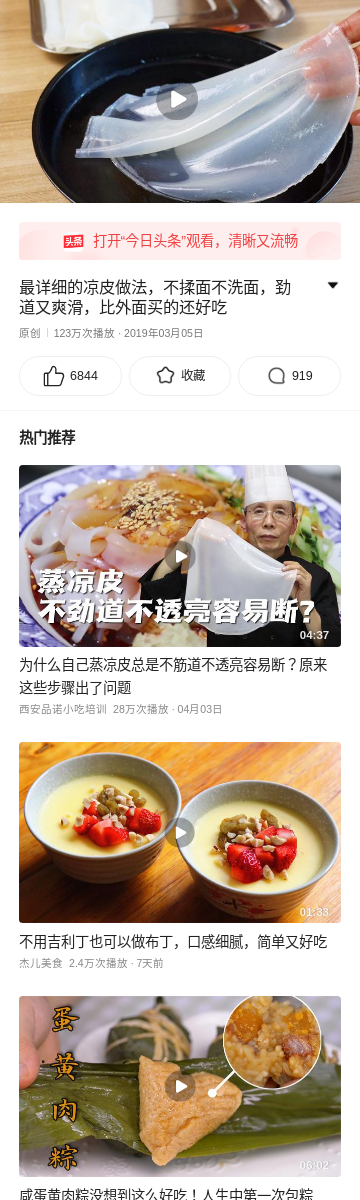 头条 打开“今日头条”观看，清晰又流畅
最详细的凉皮做法，不揉面不洗面，劲
道又爽滑，比外面买的还好吃
原创 123万次播放 · 2019年03月05日
6844 收藏 919
热门推荐
蒸凉皮
不劲道不透亮容易断？
04:37
为什么自己蒸凉皮总是不筋道不透亮容易断？原来
这些步骤出了问题
西安品诺小吃培训 28万次播放 · 04月03日
01:33
不用吉利丁也可以做布丁，口感细腻，简单又好吃
杰儿美食 2.4万次播放 · 7天前
蛋
黄
肉
粽
06:02
咸蛋黄肉粽没想到这么好吃！人生中第一次包粽